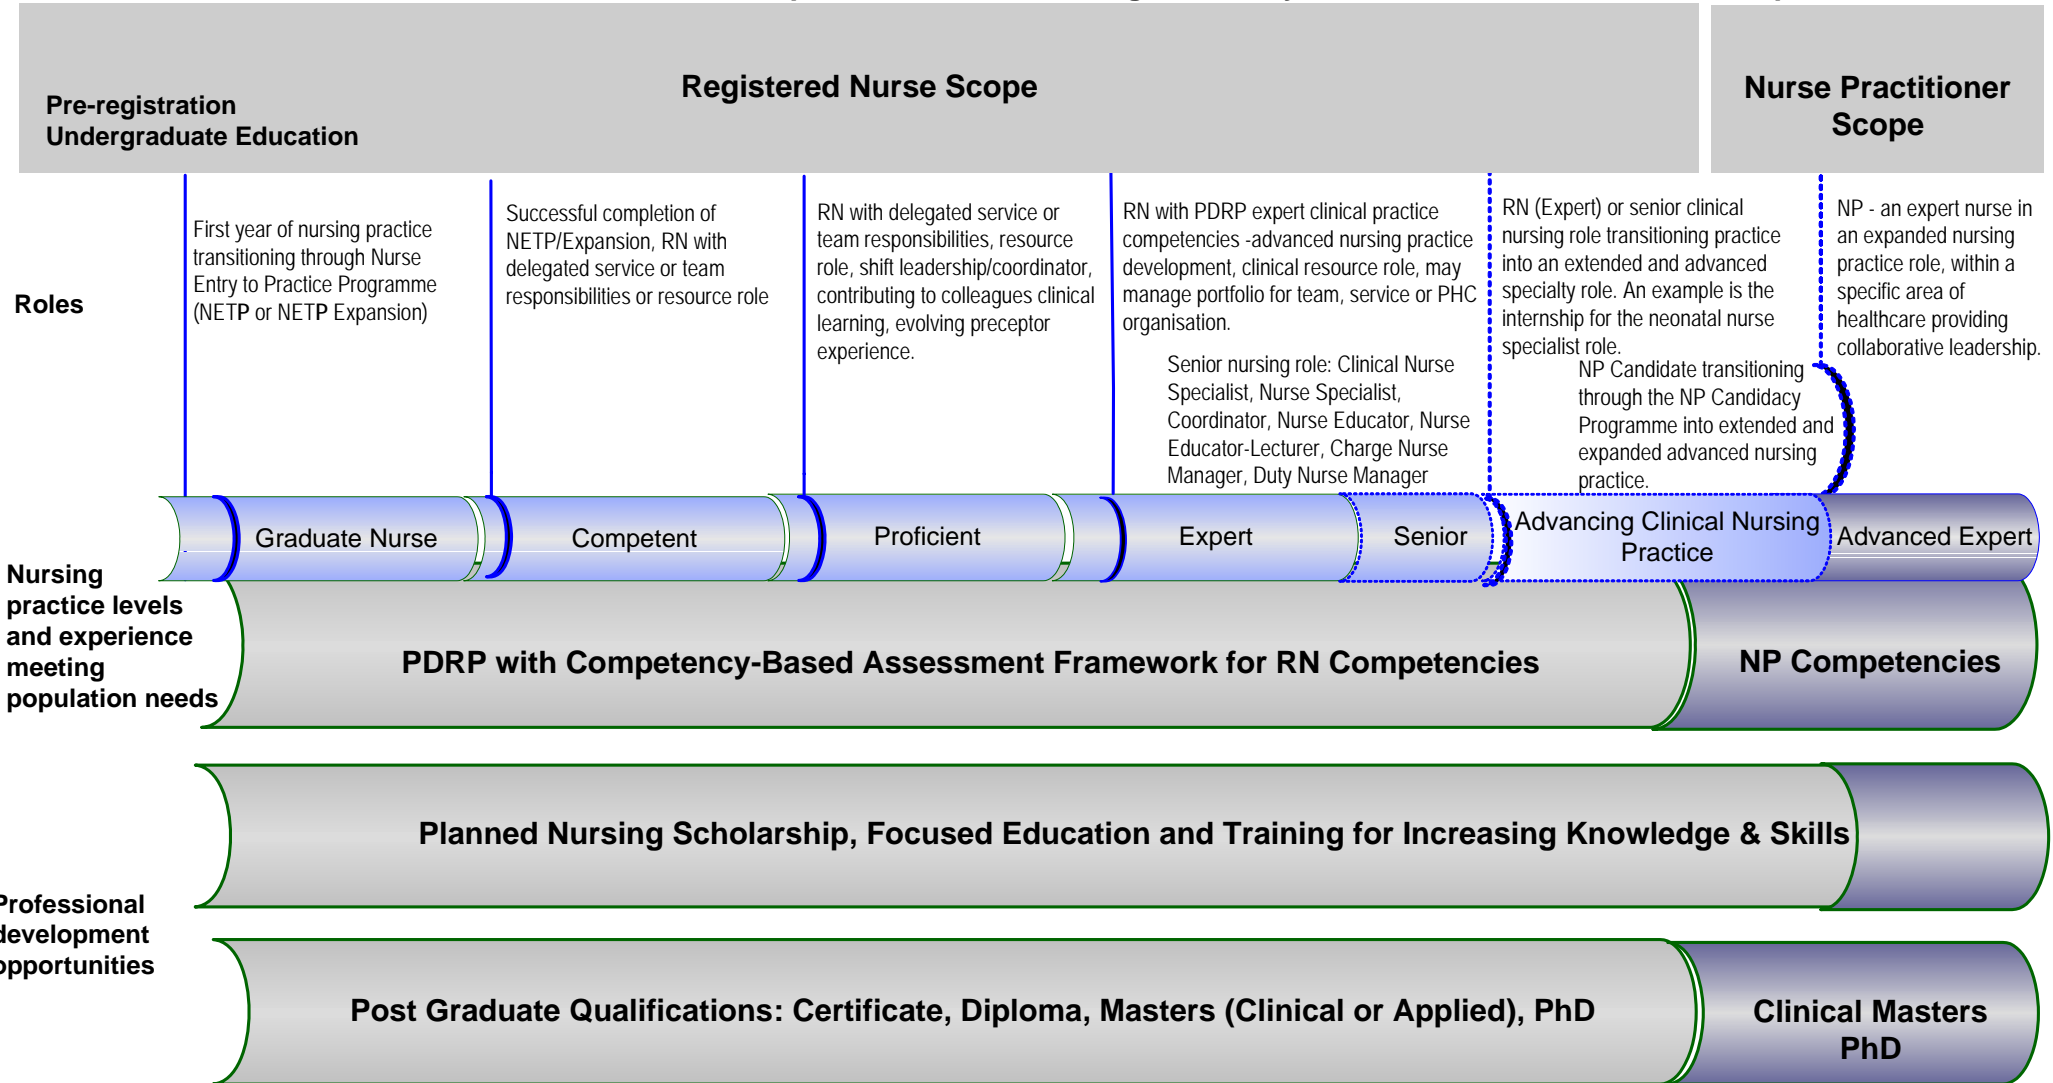 Pre-registration
Undergraduate Education
Registered Nurse Scope
Nurse Practitioner
Scope
Roles
First year of nursing practice
transitioning through Nurse
Entry to Practice Programme
(NETP or NETP Expansion)
Successful completion of
NETP/Expansion, RN with
delegated service or team
responsibilities or resource role
RN with delegated service or
team responsibilities, resource
role, shift leadership/coordinator,
contributing to colleagues clinical
learning, evolving preceptor
experience.
RN with PDRP expert clinical practice
competencies -advanced nursing practice
development, clinical resource role, may
manage portfolio for team, service or PHC
organisation.
Senior nursing role: Clinical Nurse
Specialist, Nurse Specialist,
Coordinator, Nurse Educator, Nurse
Educator-Lecturer, Charge Nurse
Manager, Duty Nurse Manager
RN (Expert) or senior clinical
nursing role transitioning practice
into an extended and advanced
specialty role. An example is the
internship for the neonatal nurse
specialist role.
NP Candidate transitioning
through the NP Candidacy
Programme into extended and
expanded advanced nursing
practice.
NP - an expert nurse in
an expanded nursing
practice role, within a
specific area of
healthcare providing
collaborative leadership.
Graduate Nurse
Competent
Proficient
Expert
Senior
Advancing Clinical Nursing
Practice
Advanced Expert
Nursing
practice levels
and experience
meeting
population needs
PDRP with Competency-Based Assessment Framework for RN Competencies
NP Competencies
Planned Nursing Scholarship, Focused Education and Training for Increasing Knowledge & Skills
Professional
development
opportunities
Post Graduate Qualifications: Certificate, Diploma, Masters (Clinical or Applied), PhD
Clinical Masters
PhD